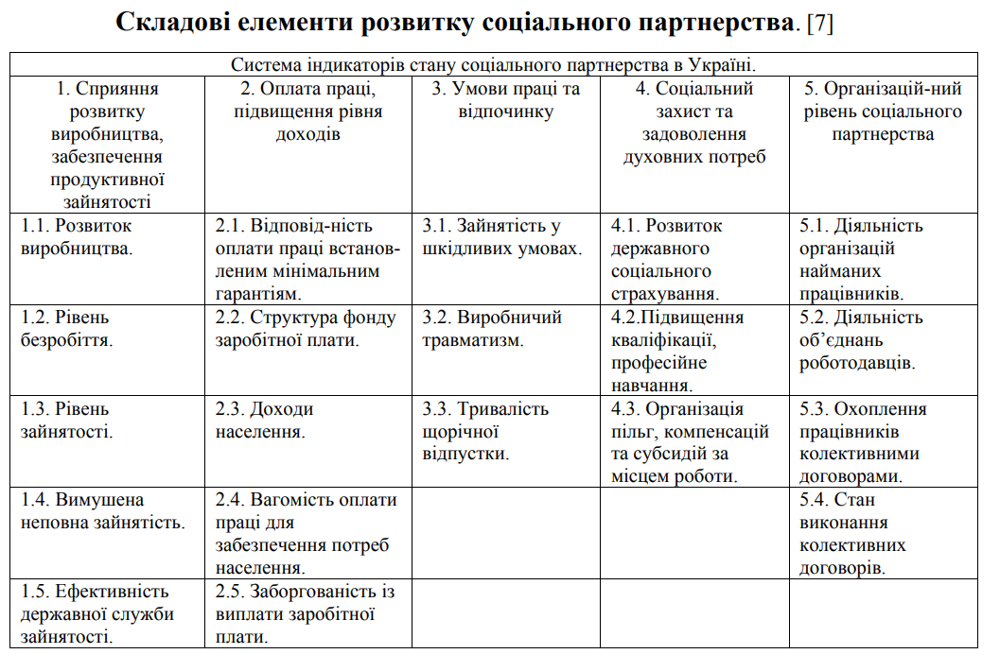 Складові елементи розвитку соціального партнерства. [7]
Система індикаторів стану соціального партнерства в Україні.
1. Сприяння
розвитку
виробництва,
забезпечення
продуктивної
зайнятості
2. Оплата праці,
підвищення рівня
доходів
3. Умови праці та
відпочинку
4. Соціальний
захист та
задоволення
духовних потреб
5. Організацій-ний
рівень соціального
партнерства
1.1. Розвиток
виробництва.
2.1. Відповід-ність
оплати праці встанов-
леним мінімальним
гарантіям.
3.1. Зайнятість у
шкідливих умовах.
4.1. Розвиток
державного
соціального
страхування.
5.1. Діяльність
організацій
найманих
працівників.
1.2. Рівень
безробіття.
2.2. Структура фонду
заробітної плати.
3.2. Виробничий
травматизм.
4.2.Підвищення
кваліфікації,
професійне
навчання.
5.2. Діяльність
об’єднань
роботодавців.
1.3. Рівень
зайнятості.
2.3. Доходи
населення.
3.3. Тривалість
щорічної
відпустки.
4.3. Організація
пільг, компенсацій
та субсидій за
місцем роботи.
5.3. Охоплення
працівників
колективними
договорами.
1.4. Вимушена
неповна зайнятість.
2.4. Вагомість оплати
праці для
забезпечення потреб
населення.
5.4. Стан
виконання
колективних
договорів.
1.5. Ефективність
державної служби
зайнятості.
2.5. Заборгованість із
виплати заробітної
плати.